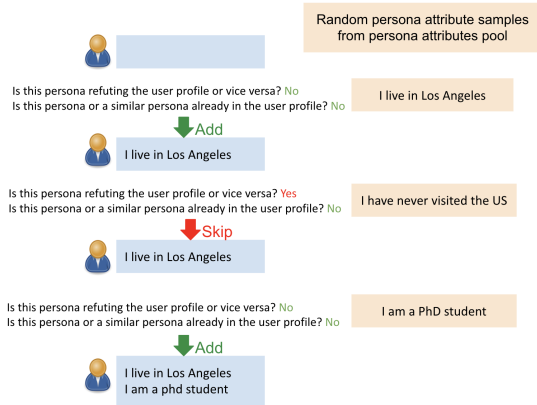 Random persona attribute samples
from persona attributes pool
Is this persona refuting the user profile or vice versa? No
Is this persona or a similar persona already in the user profile? No
I live in Los Angeles
Add
I live in Los Angeles
Is this persona refuting the user profile or vice versa? Yes
Is this persona or a similar persona already in the user profile? No
I have never visited the US
Skip
I live in Los Angeles
Is this persona refuting the user profile or vice versa? No
Is this persona or a similar persona already in the user profile? No
I am a PhD student
Add
I live in Los Angeles
I am a phd student